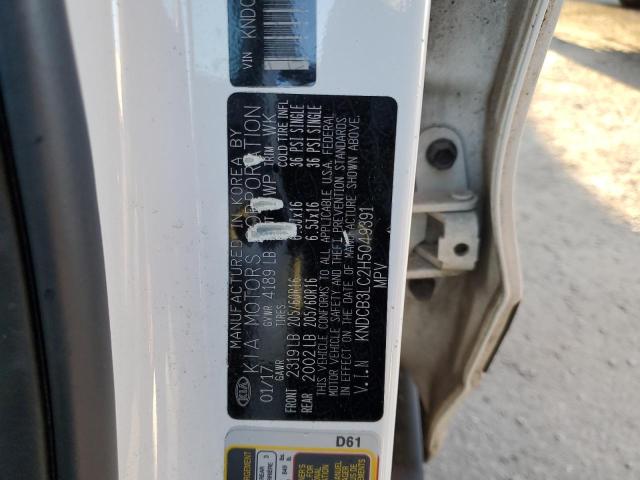 VIN KNDC
MANUFACTURED IN KOREA BY
KIA KIA MOTORS CORPORATION
01/17 WP TRIM WK
GVWR 4189 LB
GAWR TIRES COLD TIRE INFL
FRONT 2319 LB 205/60R16 6.5Jx16 36 PSI SINGLE
REAR 2002 LB 205/60R16 6.5Jx16 36 PSI SINGLE
THIS VEHICLE CONFORMS TO ALL APPLICABLE U.S.A. FEDERAL
MOTOR VEHICLE SAFETY AND THEFT PREVENTION STANDARDS
IN EFFECT ON THE DATE OF MANUFACTURE SHOWN ABOVE.
V.I.N KNDCB3LC2H5049891
MPV
D61